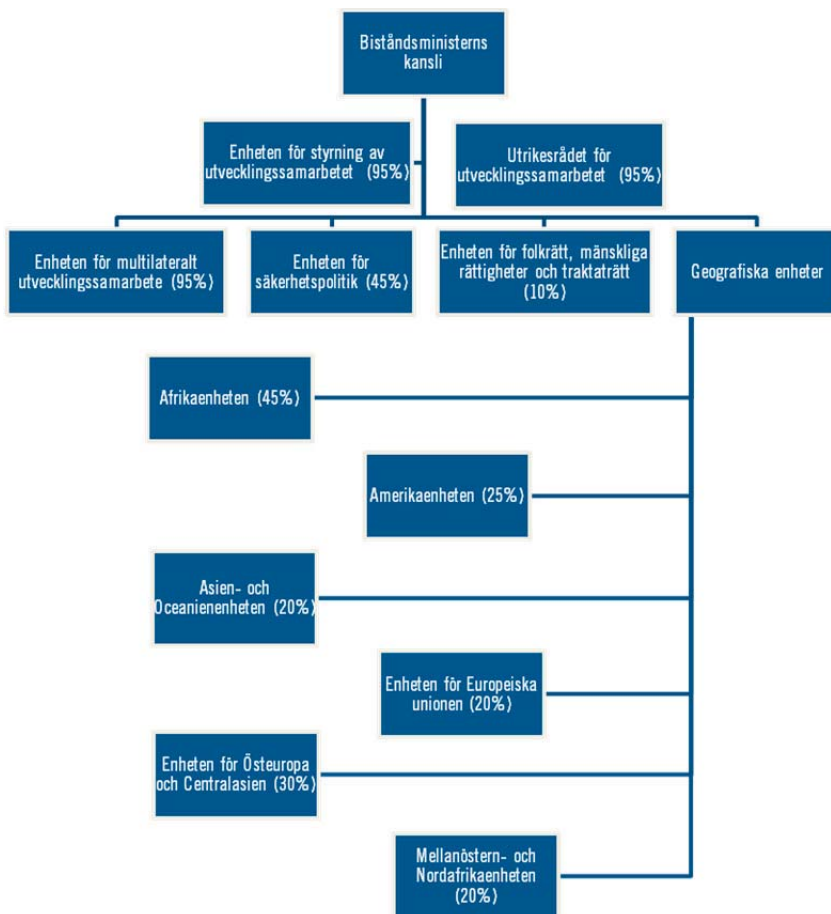 Biståndsministerns
kansli
Enheten för styrning av
utvecklingssamarbetet (95%)
Utrikesrådet för
utvecklingssamarbetet (95%)
Enheten för multilateralt
utvecklingssamarbete (95%)
Enheten för
säkerhetspolitik (45%)
Enheten för folkrätt, mänskliga
rättigheter och traktaträtt
(10%)
Geografiska enheter
Afrikaenheten (45%)
Amerikaenheten (25%)
Asien- och
Oceanienenheten (20%)
Enheten för Europeiska
unionen (20%)
Enheten för Östeuropa
och Centralasien (30%)
Mellanöstern- och
Nordafrikaenheten
(20%)